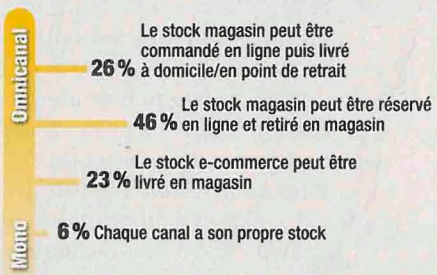 Omnicanal
Le stock magasin peut être
commandé en ligne puis livré
26 % à domicile/en point de retrait
Le stock magasin peut être réservé
46 % en ligne et retiré en magasin
Le stock e-commerce peut être
23 % livré en magasin
Mono
6 % Chaque canal a son propre stock